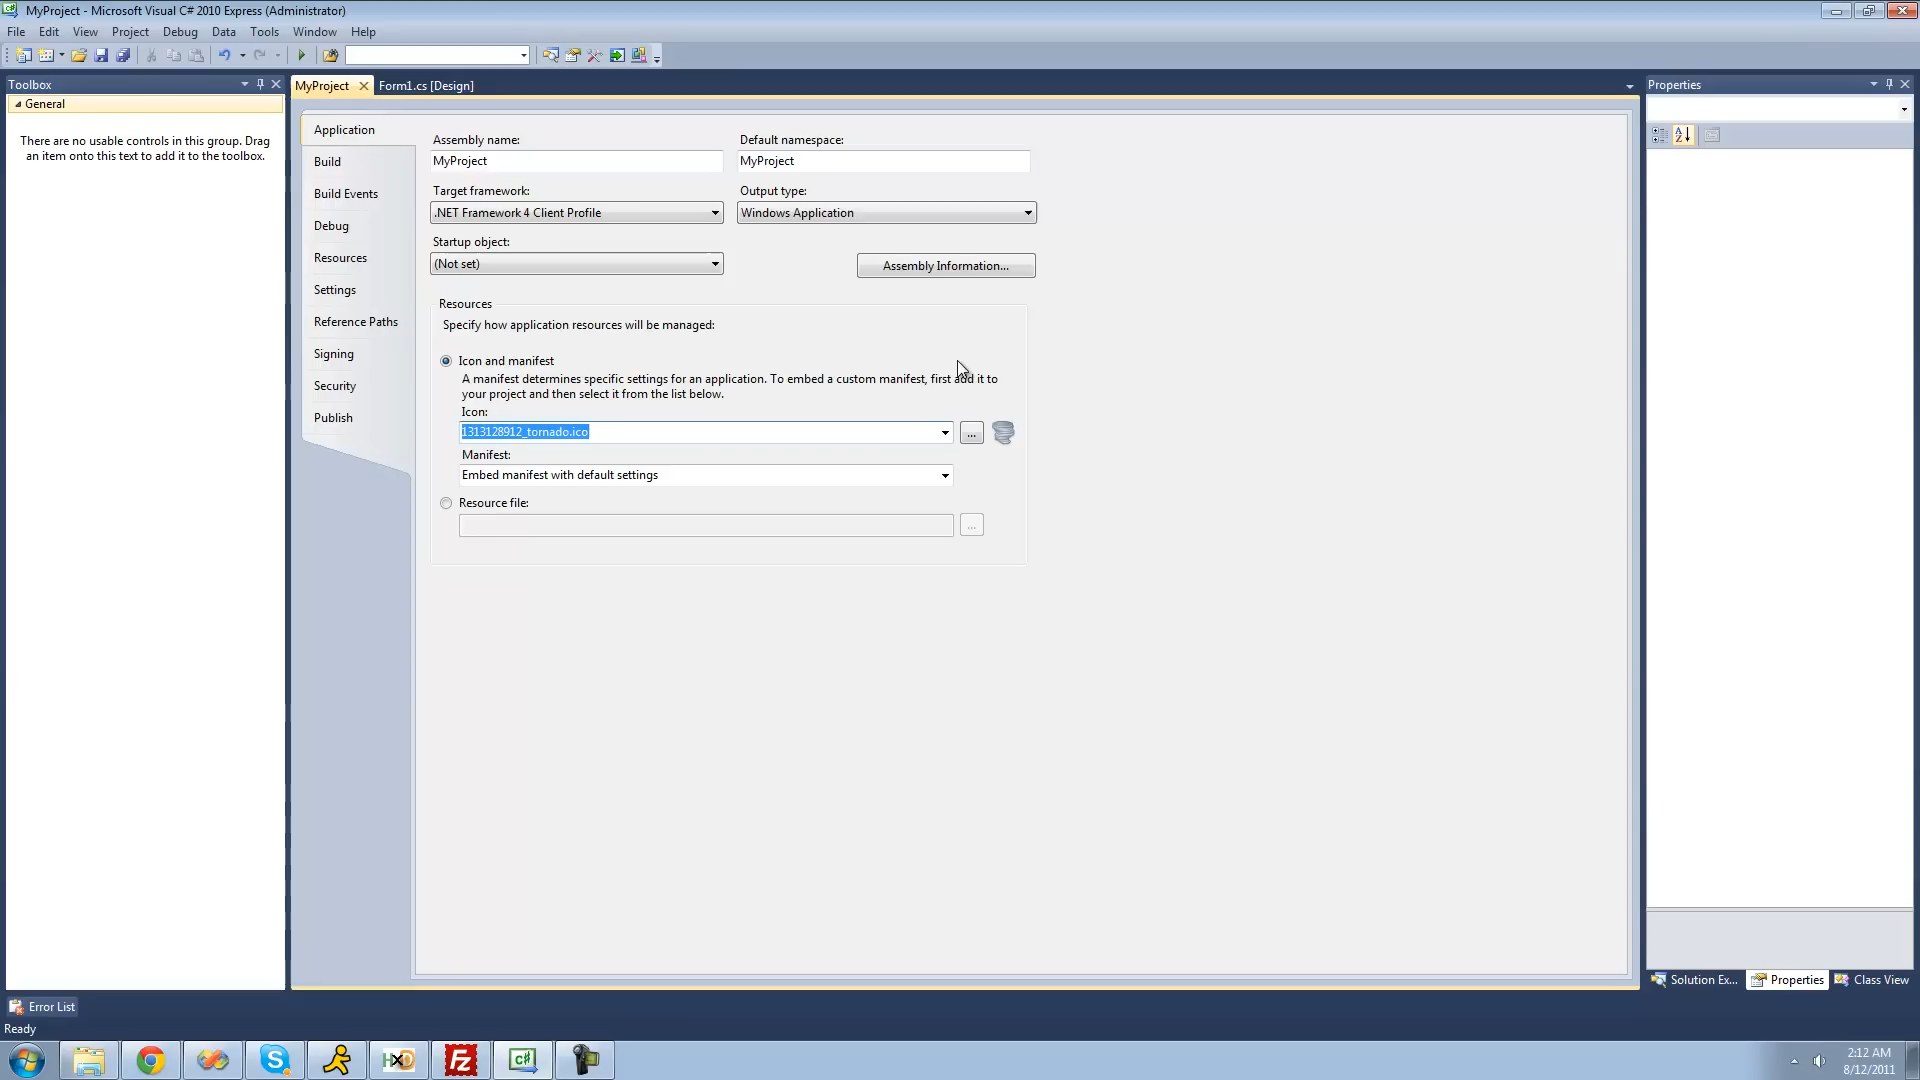 MyProject - Microsoft Visual C# 2010 Express (Administrator)
File Edit View Project Debug Data Tools Window Help
Toolbox
General
There are no usable controls in this group. Drag
an item onto this text to add it to the toolbox.
MyProject
Form1.cs [Design]
Application
Build
Build Events
Debug
Resources
Settings
Reference Paths
Signing
Security
Publish
Assembly name:
Default namespace:
MyProject
MyProject
Target framework:
Output type:
.NET Framework 4 Client Profile
Windows Application
Startup object:
(Not set)
Assembly Information...
Resources
Specify how application resources will be managed:
Icon and manifest
A manifest determines specific settings for an application. To embed a custom manifest, first add it to
your project and then select it from the list below.
Icon:
1313128912_tornado.ico
...
Manifest:
Embed manifest with default settings
Resource file:
...
Properties
Solution Ex...
Properties
Class View
Error List
Ready
2:12 AM
8/12/2011